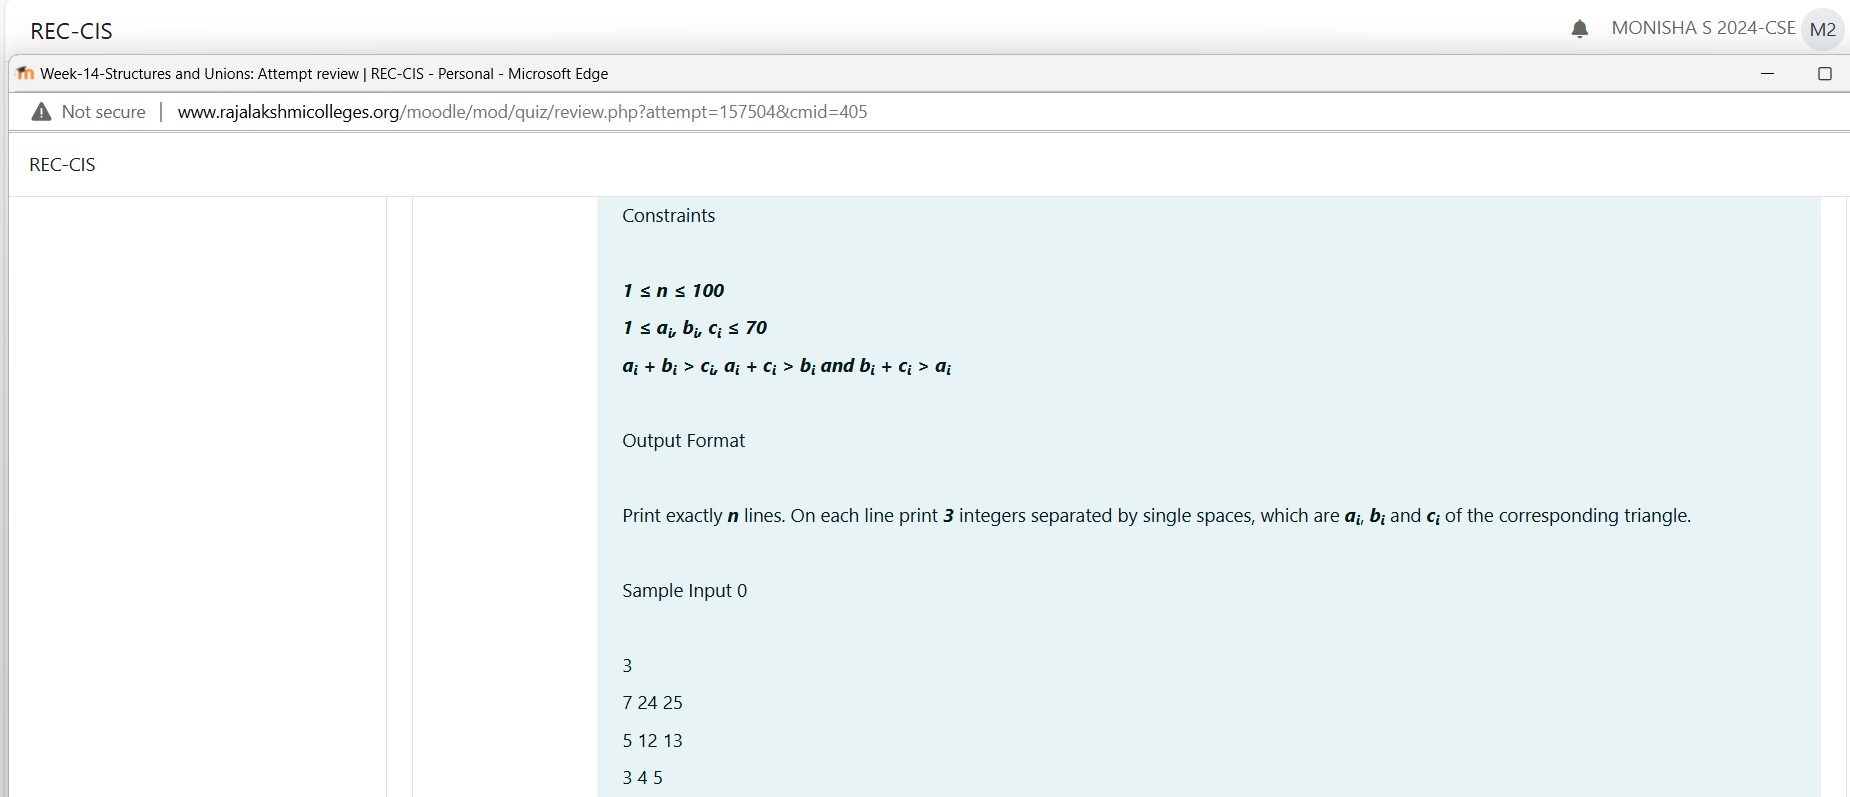 REC-CIS
MONISHA S 2024-CSE M2
Week-14-Structures and Unions: Attempt review | REC-CIS - Personal - Microsoft Edge
Not secure www.rajalakshmicolleges.org/moodle/mod/quiz/review.php?attempt=157504&cmid=405
REC-CIS
Constraints
1 ≤ n ≤ 100
1 ≤ aᵢ, bᵢ, cᵢ ≤ 70
aᵢ + bᵢ > cᵢ, aᵢ + cᵢ > bᵢ and bᵢ + cᵢ > aᵢ
Output Format
Print exactly n lines. On each line print 3 integers separated by single spaces, which are aᵢ, bᵢ and cᵢ of the corresponding triangle.
Sample Input 0
3
7 24 25
5 12 13
3 4 5